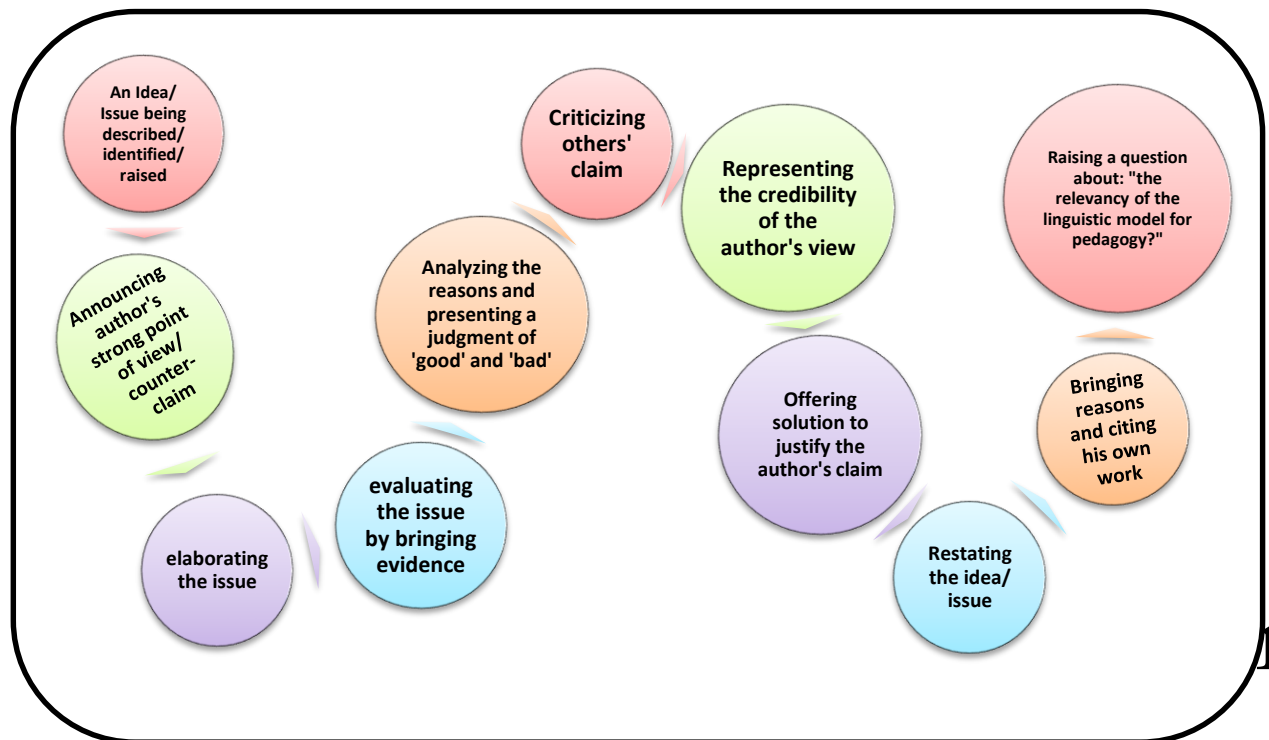 An Idea/
Issue being
described/
identified/
raised
Announcing
author's
strong point
of view/
counter-
claim
elaborating
the issue
evaluating
the issue
by bringing
evidence
Analyzing the
reasons and
presenting a
judgment of
'good' and 'bad'
Criticizing
others'
claim
Representing
the credibility
of the
author's view
Offering
solution to
justify the
author's claim
Restating
the idea/
issue
Bringing
reasons
and citing
his own
work
Raising a question
about: "the
relevancy of the
linguistic model for
pedagogy?"